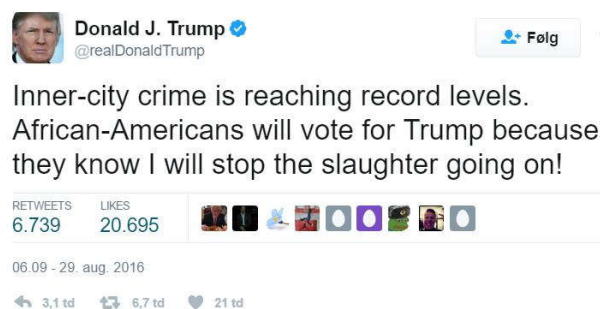 Donald J. Trump
@realDonaldTrump
Følg
Inner-city crime is reaching record levels.
African-Americans will vote for Trump because
they know I will stop the slaughter going on!
RETWEETS LIKES
6.739 20.695
06.09 - 29. aug. 2016
3,1 td 6,7 td 21 td